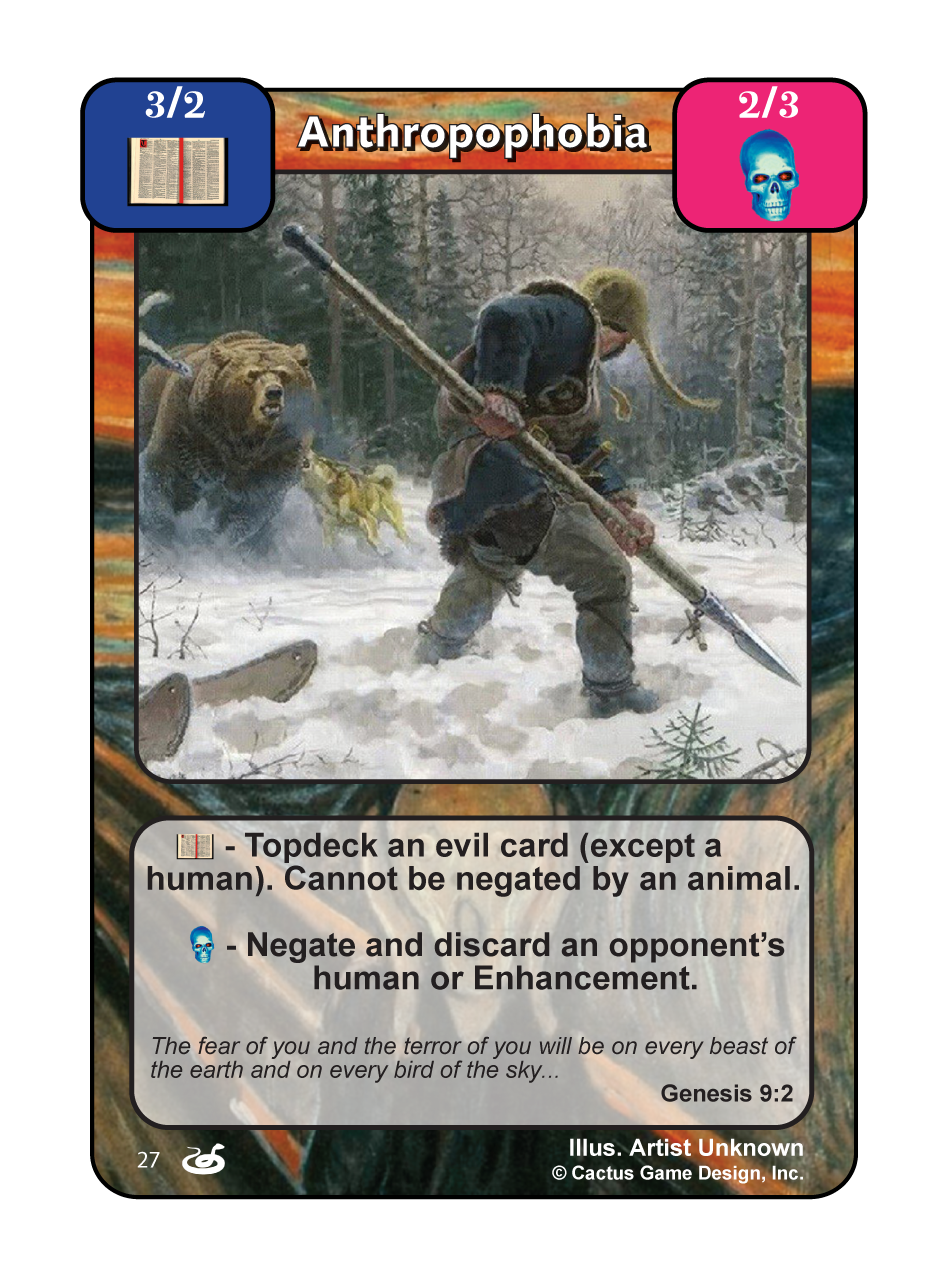 3/2
Anthropophobia
2/3
- Topdeck an evil card (except a
human). Cannot be negated by an animal.
- Negate and discard an opponent's
human or Enhancement.
The fear of you and the terror of you will be on every beast of
the earth and on every bird of the sky...
Genesis 9:2
27
Illus. Artist Unknown
© Cactus Game Design, Inc.